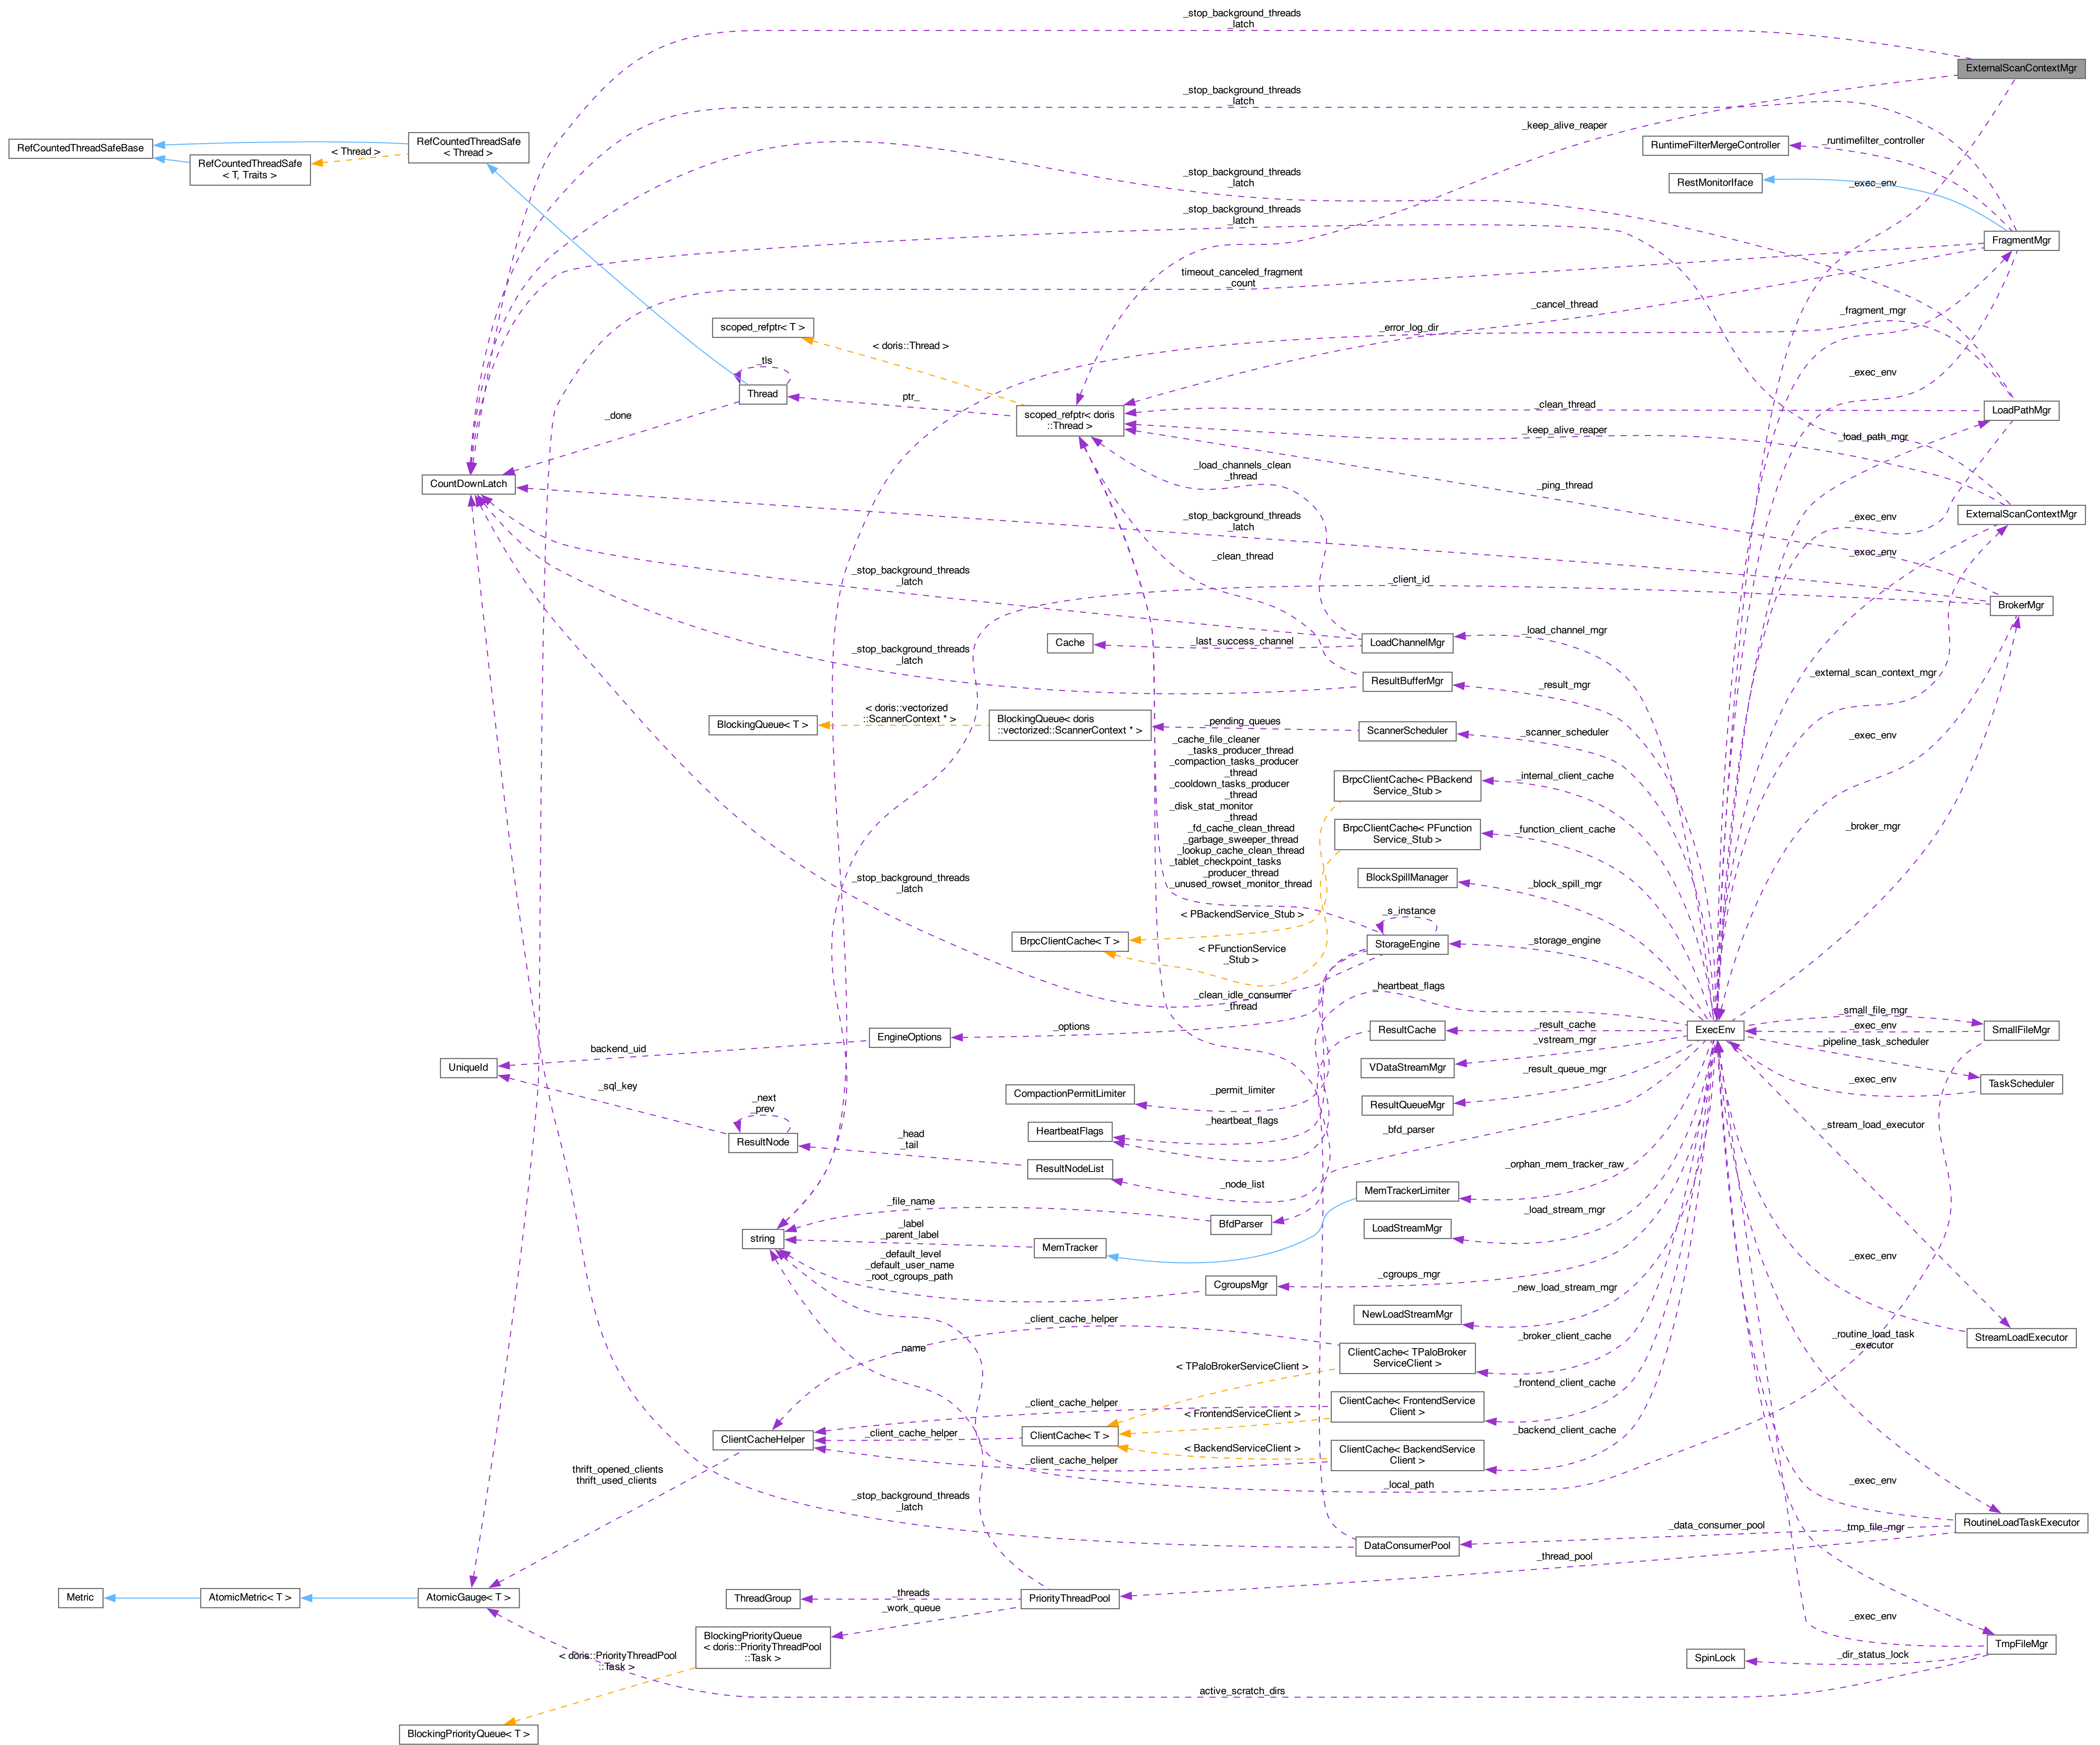 _stop_background_threads
_latch
ExternalScanContextMgr
_stop_background_threads
_latch
_keep_alive_reaper
RefCountedThreadSafe
< Thread >
RefCountedThreadSafeBase
< Thread >
RefCountedThreadSafe
< T, Traits >
_runtimefilter_controller
RuntimeFilterMergeController
_stop_background_threads
_latch
RestMonitorIface
_exec_env
_stop_background_threads
_latch
FragmentMgr
timeout_canceled_fragment
_count
_cancel_thread
_fragment_mgr
scoped_refptr< T >
_error_log_dir
< doris::Thread >
_tls
_exec_env
Thread
ptr_
_clean_thread
LoadPathMgr
scoped_refptr< doris
::Thread >
_done
_keep_alive_reaper
_load_path_mgr
_load_channels_clean
_thread
CountDownLatch
_ping_thread
_stop_background_threads
_latch
_exec_env
ExternalScanContextMgr
_clean_thread
_exec_env
_stop_background_threads
_latch
_client_id
BrokerMgr
_load_channel_mgr
Cache
_last_success_channel
LoadChannelMgr
_stop_background_threads
_latch
_external_scan_context_mgr
ResultBufferMgr
_result_mgr
< doris::vectorized
::ScannerContext * >
BlockingQueue< T >
BlockingQueue< doris
::vectorized::ScannerContext * >
_pending_queues
ScannerScheduler
_scanner_scheduler
_exec_env
_cache_file_cleaner
_tasks_producer_thread
_compaction_tasks_producer
_thread
_cooldown_tasks_producer
_thread
_disk_stat_monitor
_thread
_fd_cache_clean_thread
_garbage_sweeper_thread
_lookup_cache_clean_thread
_tablet_checkpoint_tasks
_producer_thread
_unused_rowset_monitor_thread
BrpcClientCache< PBackend
Service_Stub >
_internal_client_cache
BrpcClientCache< PFunction
Service_Stub >
_function_client_cache
_broker_mgr
_stop_background_threads
_latch
BlockSpillManager
_block_spill_mgr
< PBackendService_Stub >
_s_instance
BrpcClientCache< T >
StorageEngine
_storage_engine
< PFunctionService
_Stub >
_clean_idle_consumer
_thread
_heartbeat_flags
_small_file_mgr
_options
EngineOptions
ResultCache
_result_cache
ExecEnv
_exec_env
SmallFileMgr
backend_uid
_vstream_mgr
_pipeline_task_scheduler
UniqueId
VDataStreamMgr
_result_queue_mgr
_exec_env
TaskScheduler
_sql_key
CompactionPermitLimiter
_permit_limiter
ResultQueueMgr
_next
_prev
HeartbeatFlags
_heartbeat_flags
_bfd_parser
_stream_load_executor
ResultNode
_head
_tail
ResultNodeList
_node_list
_orphan_mem_tracker_raw
MemTrackerLimiter
_file_name
BfdParser
_load_stream_mgr
LoadStreamMgr
string
_label
_parent_label
MemTracker
_default_level
_default_user_name
_root_cgroups_path
CgroupsMgr
_cgroups_mgr
_exec_env
_new_load_stream_mgr
NewLoadStreamMgr
_client_cache_helper
_name
_broker_client_cache
_routine_load_task
_executor
StreamLoadExecutor
ClientCache< TPaloBroker
ServiceClient >
< TPaloBrokerServiceClient >
_frontend_client_cache
_client_cache_helper
< FrontendServiceClient >
ClientCache< FrontendService
Client >
_client_cache_helper
ClientCacheHelper
ClientCache< T >
_backend_client_cache
< BackendServiceClient >
ClientCache< BackendService
Client >
_client_cache_helper
thrift_opened_clients
thrift_used_clients
_local_path
_exec_env
_stop_background_threads
_latch
_data_consumer_pool
_tmp_file_mgr
RoutineLoadTaskExecutor
DataConsumerPool
_thread_pool
Metric
AtomicMetric< T >
AtomicGauge< T >
ThreadGroup
_threads
PriorityThreadPool
_work_queue
_exec_env
BlockingPriorityQueue
< doris::PriorityThreadPool
::Task >
TmpFileMgr
< doris::PriorityThreadPool
::Task >
SpinLock
_dir_status_lock
active_scratch_dirs
BlockingPriorityQueue< T >